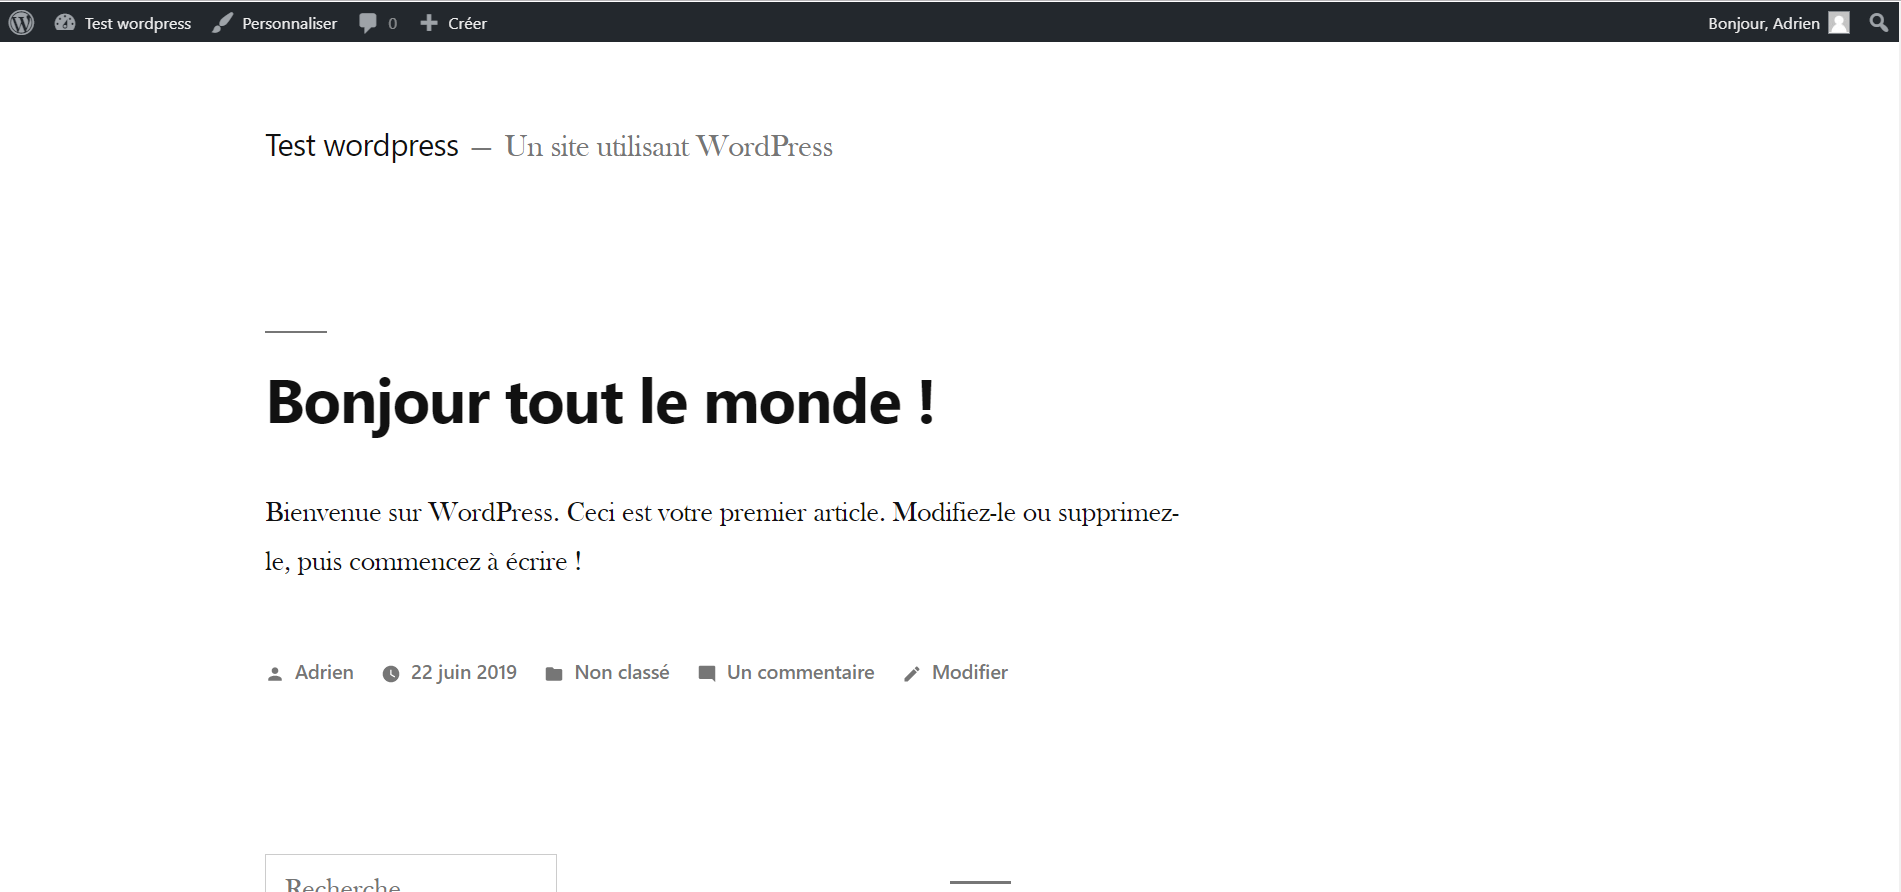 Test wordpress Personnaliser 0 Créer Bonjour, Adrien
Test wordpress — Un site utilisant WordPress
Bonjour tout le monde !
Bienvenue sur WordPress. Ceci est votre premier article. Modifiez-le ou supprimez-
le, puis commencez à écrire !
Adrien 22 juin 2019 Non classé Un commentaire Modifier
Recherche